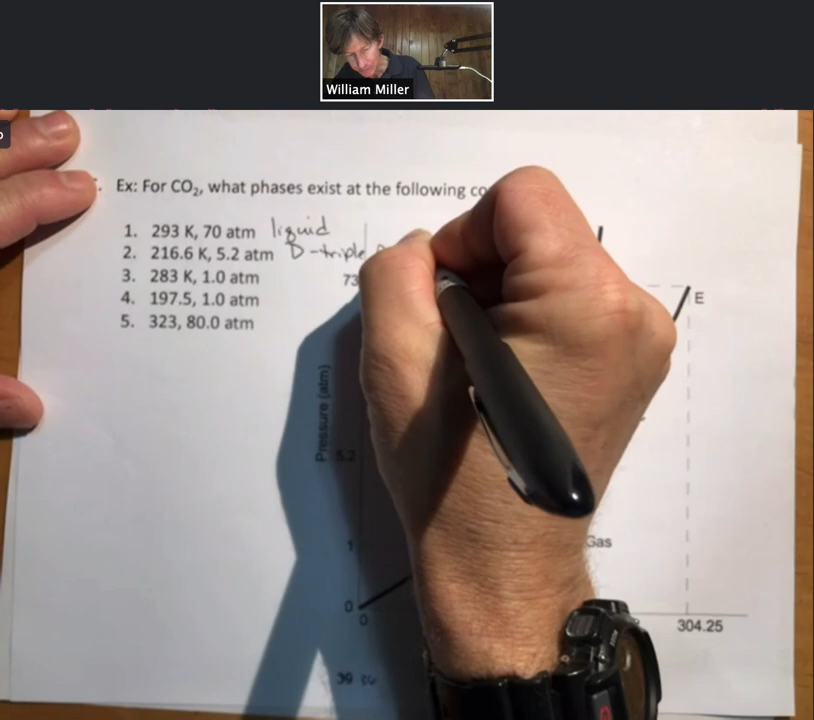 William Miller
Ex: For CO₂, what phases exist at the following
1. 293 K, 70 atm liquid
2. 216.6 K, 5.2 atm D-triple
3. 283 K, 1.0 atm
4. 197.5, 1.0 atm
5. 323, 80.0 atm
73
E
Pressure (atm)
5.2
Gas
1
0
0
304.25
39